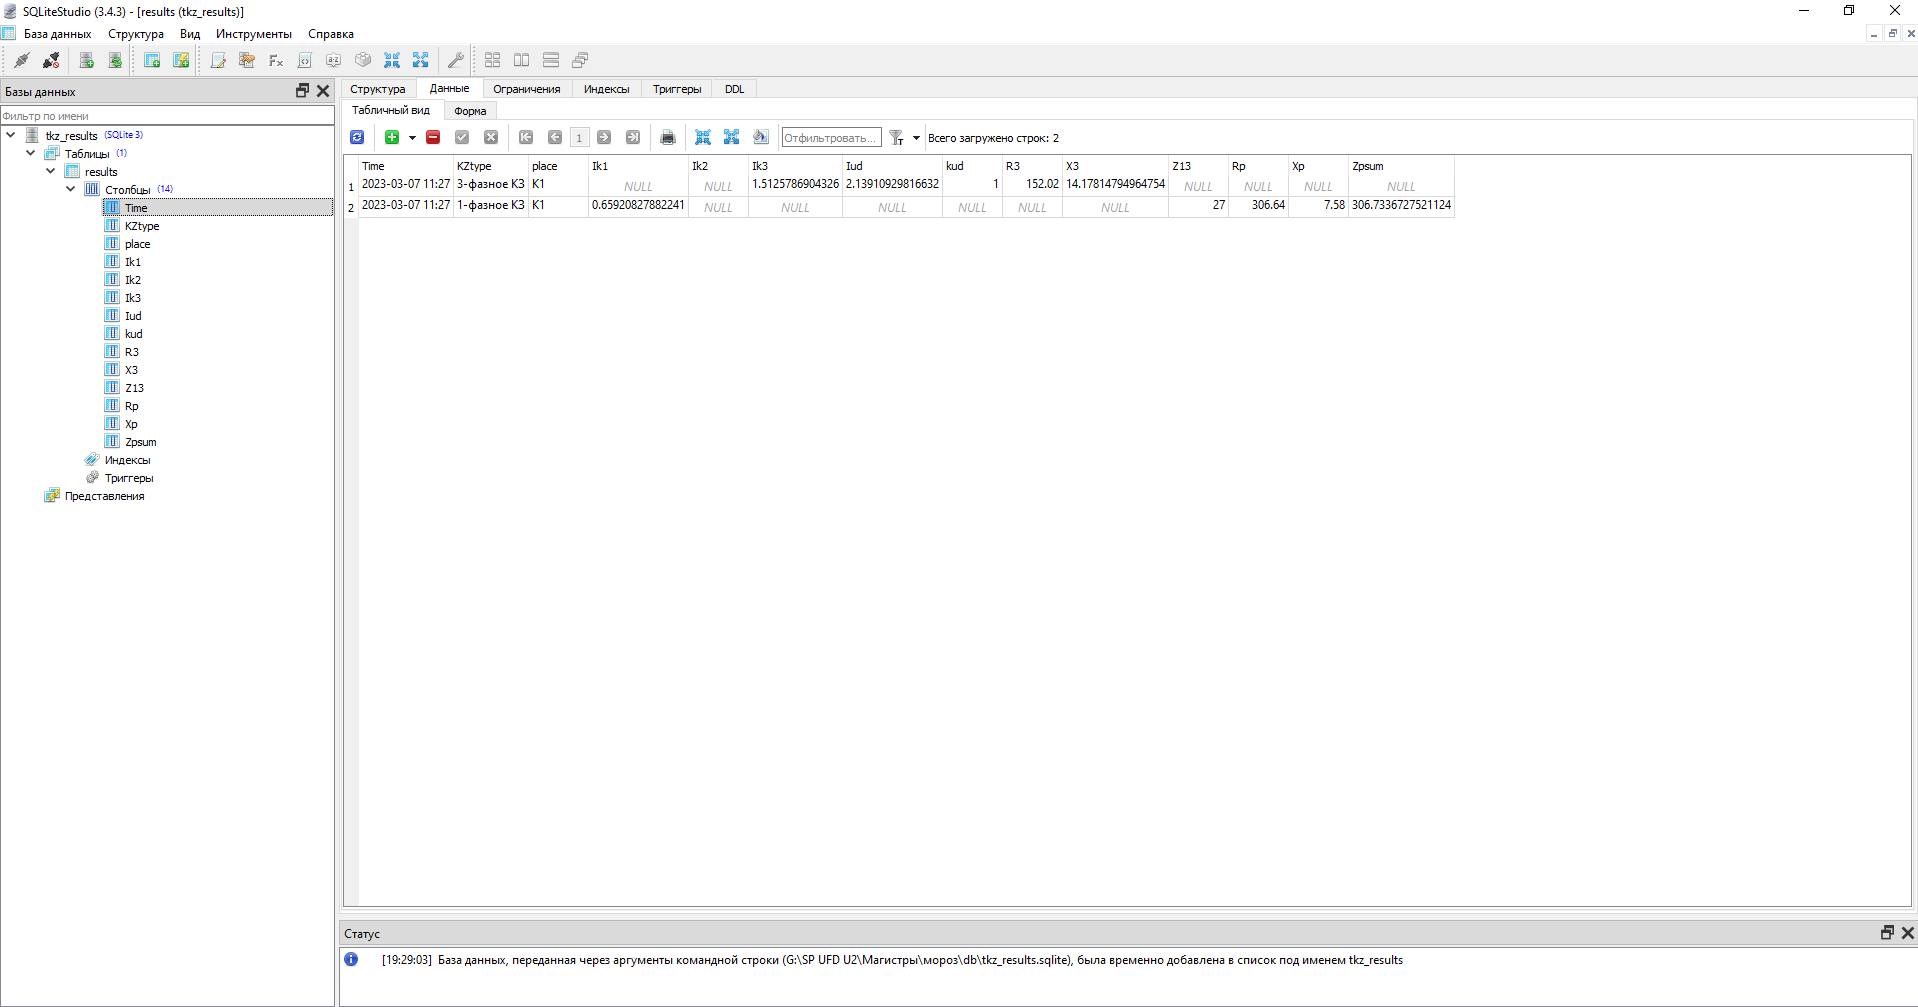 SQLiteStudio (3.4.3) - [results (tkz_results)]
База данных Структура Вид Инструменты Справка
Базы данных
Фильтр по имени
tkz_results (SQLite 3)
Таблицы (1)
results
Столбцы (14)
Time
KZtype
place
Ik1
Ik2
Ik3
Iud
kud
R3
X3
Z13
Rp
Xp
Zpsum
Индексы
Триггеры
Представления
Структура Данные Ограничения Индексы Триггеры DDL
Табличный вид Форма
1 Отфильтровать... Всего загружено строк: 2
Time KZtype place Ik1 Ik2 Ik3 Iud kud R3 X3 Z13 Rp Xp Zpsum
1 2023-03-07 11:27 3-фазное КЗ К1 NULL NULL 1.5125786904326 2.13910929816632 1 152.02 14.17814794964754 NULL NULL NULL NULL
2 2023-03-07 11:27 1-фазное КЗ К1 0.65920827882241 NULL NULL NULL NULL NULL NULL 27 306.64 7.58 306.7336727521124
Статус
[19:29:03] База данных, переданная через аргументы командной строки (G:\SP UFD U2\Магистры\мороз\db\tkz_results.sqlite), была временно добавлена в список под именем tkz_results